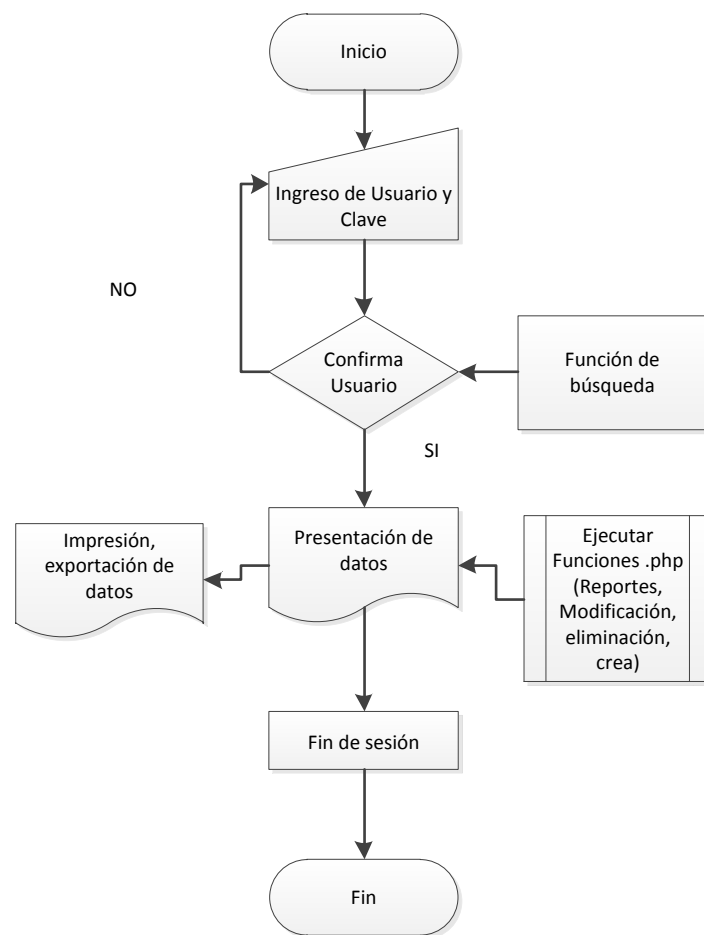 Inicio
Ingreso de Usuario y
Clave
NO
Confirma
Usuario
Función de
búsqueda
SI
Impresión,
exportación de
datos
Presentación de
datos
Ejecutar
Funciones .php
(Reportes,
Modificación,
eliminación,
crea)
Fin de sesión
Fin